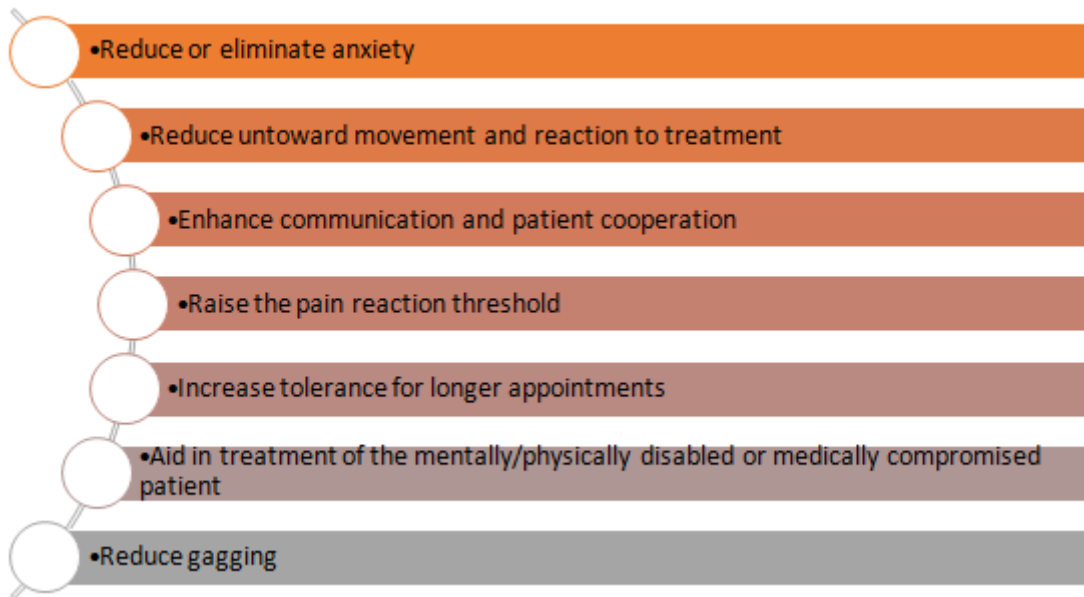 •Reduce or eliminate anxiety
•Reduce untoward movement and reaction to treatment
•Enhance communication and patient cooperation
•Raise the pain reaction threshold
•Increase tolerance for longer appointments
•Aid in treatment of the mentally/physically disabled or medically compromised
patient
•Reduce gagging